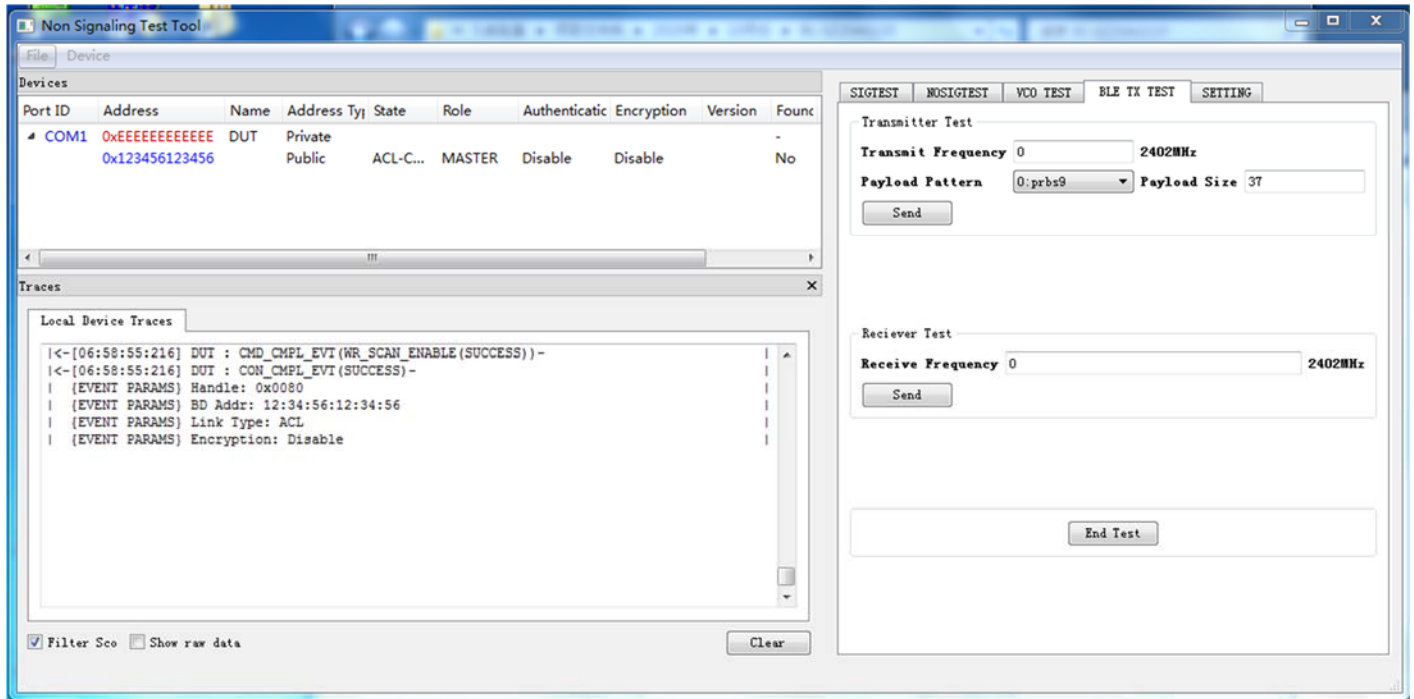 Non Signaling Test Tool
File Device
Devices
Port ID Address Name Address Ty State Role Authenticatic Encryption Version Founc
COM1 0xEEEEEEEEEEEE DUT Private -
0x123456123456 Public ACL-C... MASTER Disable Disable No
Traces
Local Device Traces
|<-[06:58:55:216] DUT : CMD_CMPL_EVT(WR_SCAN_ENABLE(SUCCESS))- |
|<-[06:58:55:216] DUT : CON_CMPL_EVT(SUCCESS)- |
| {EVENT PARAMS} Handle: 0x0080 |
| {EVENT PARAMS} BD Addr: 12:34:56:12:34:56 |
| {EVENT PARAMS} Link Type: ACL |
| {EVENT PARAMS} Encryption: Disable |
Filter Sco Show raw data Clear
SIGTEST NOSIGTEST VCO TEST BLE TX TEST SETTING
Transmitter Test
Transmit Frequency 0 2402MHz
Payload Pattern 0:prbs9 Payload Size 37
Send
Reciever Test
Receive Frequency 0 2402MHz
Send
End Test